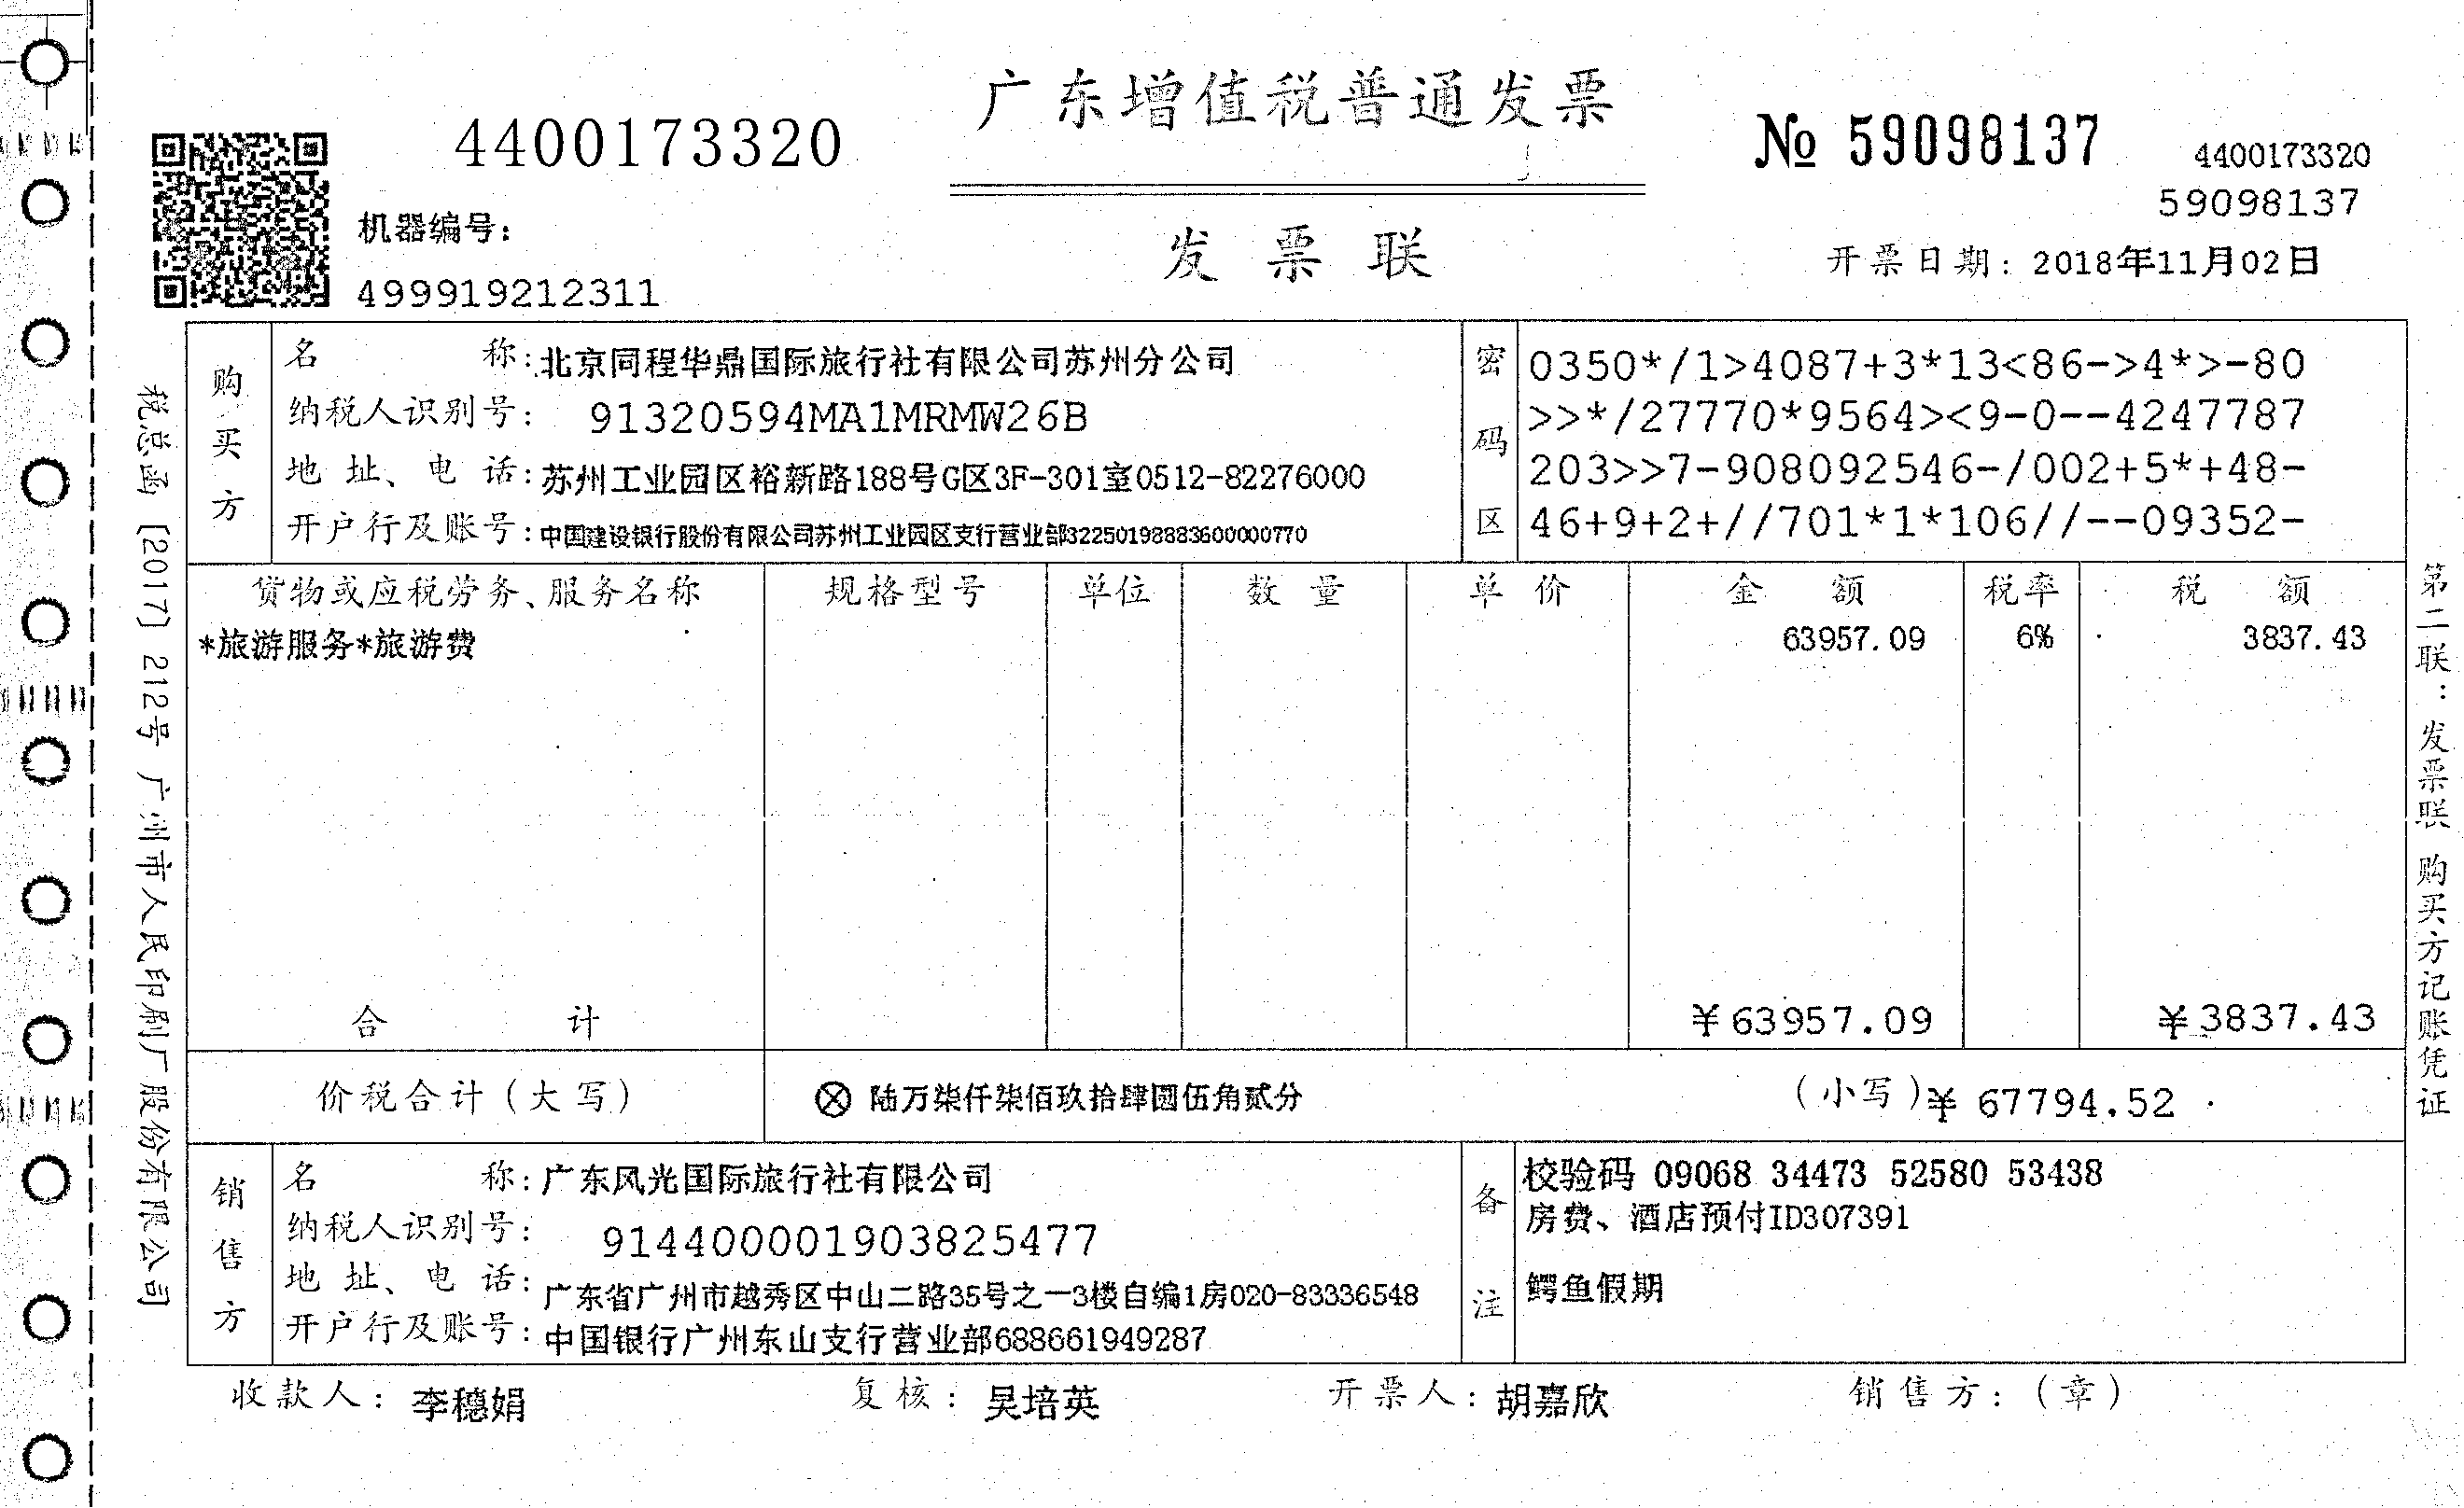 广东增值税普通发票
4400173320
№ 59098137
4400173320
59098137
机器编号：
499919212311
发票联
开票日期：2018年11月02日
购买方
名称：北京同程华鼎国际旅行社有限公司苏州分公司
纳税人识别号：91320594MA1MRMW26B
地址、电话：苏州工业园区裕新路188号G区3F-301室0512-82276000
开户行及账号：中国建设银行股份有限公司苏州工业园区支行营业部32250198883600000770
密码区
0350*/1>4087+3*13<86->4*>-80
>>*/27770*9564><9-0--4247787
203>>7-908092546-/002+5*+48-
46+9+2+//701*1*106//--09352-
货物或应税劳务、服务名称 规格型号 单位 数量 单价 金额 税率 税额
*旅游服务*旅游费 63957.09 6% 3837.43
合计 ¥63957.09 ¥3837.43
价税合计（大写） ⊗ 陆万柒仟柒佰玖拾肆圆伍角贰分 （小写）¥ 67794.52
销售方
名称：广东风光国际旅行社有限公司
纳税人识别号：914400001903825477
地址、电话：广东省广州市越秀区中山二路35号之一3楼自编1房020-83336548
开户行及账号：中国银行广州东山支行营业部688661949287
备注
校验码 09068 34473 52580 53438
房费、酒店预付ID307391
鳄鱼假期
收款人：李穗娟 复核：吴培英 开票人：胡嘉欣 销售方：（章）
税总函〔2017〕212号 广州市人民印刷厂股份有限公司
第二联：发票联 购买方记账凭证